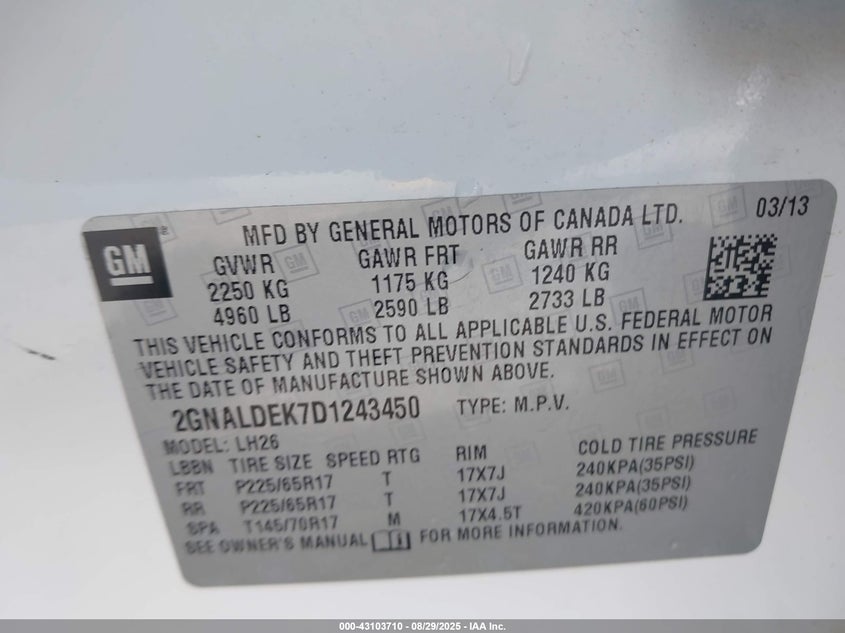 GM
MFD BY GENERAL MOTORS OF CANADA LTD. 03/13
GVWR GAWR FRT GAWR RR
2250 KG 1175 KG 1240 KG
4960 LB 2590 LB 2733 LB
THIS VEHICLE CONFORMS TO ALL APPLICABLE U.S. FEDERAL MOTOR
VEHICLE SAFETY AND THEFT PREVENTION STANDARDS IN EFFECT ON
THE DATE OF MANUFACTURE SHOWN ABOVE.
2GNALDEK7D1243450 TYPE: M.P.V.
MODEL: LH26
LBBN TIRE SIZE SPEED RTG RIM COLD TIRE PRESSURE
FRT P225/65R17 T 17X7J 240KPA(35PSI)
RR P225/65R17 T 17X7J 240KPA(35PSI)
SPA T145/70R17 M 17X4.5T 420KPA(60PSI)
SEE OWNER'S MANUAL FOR MORE INFORMATION.
000-43103710 - 08/29/2025 - IAA Inc.